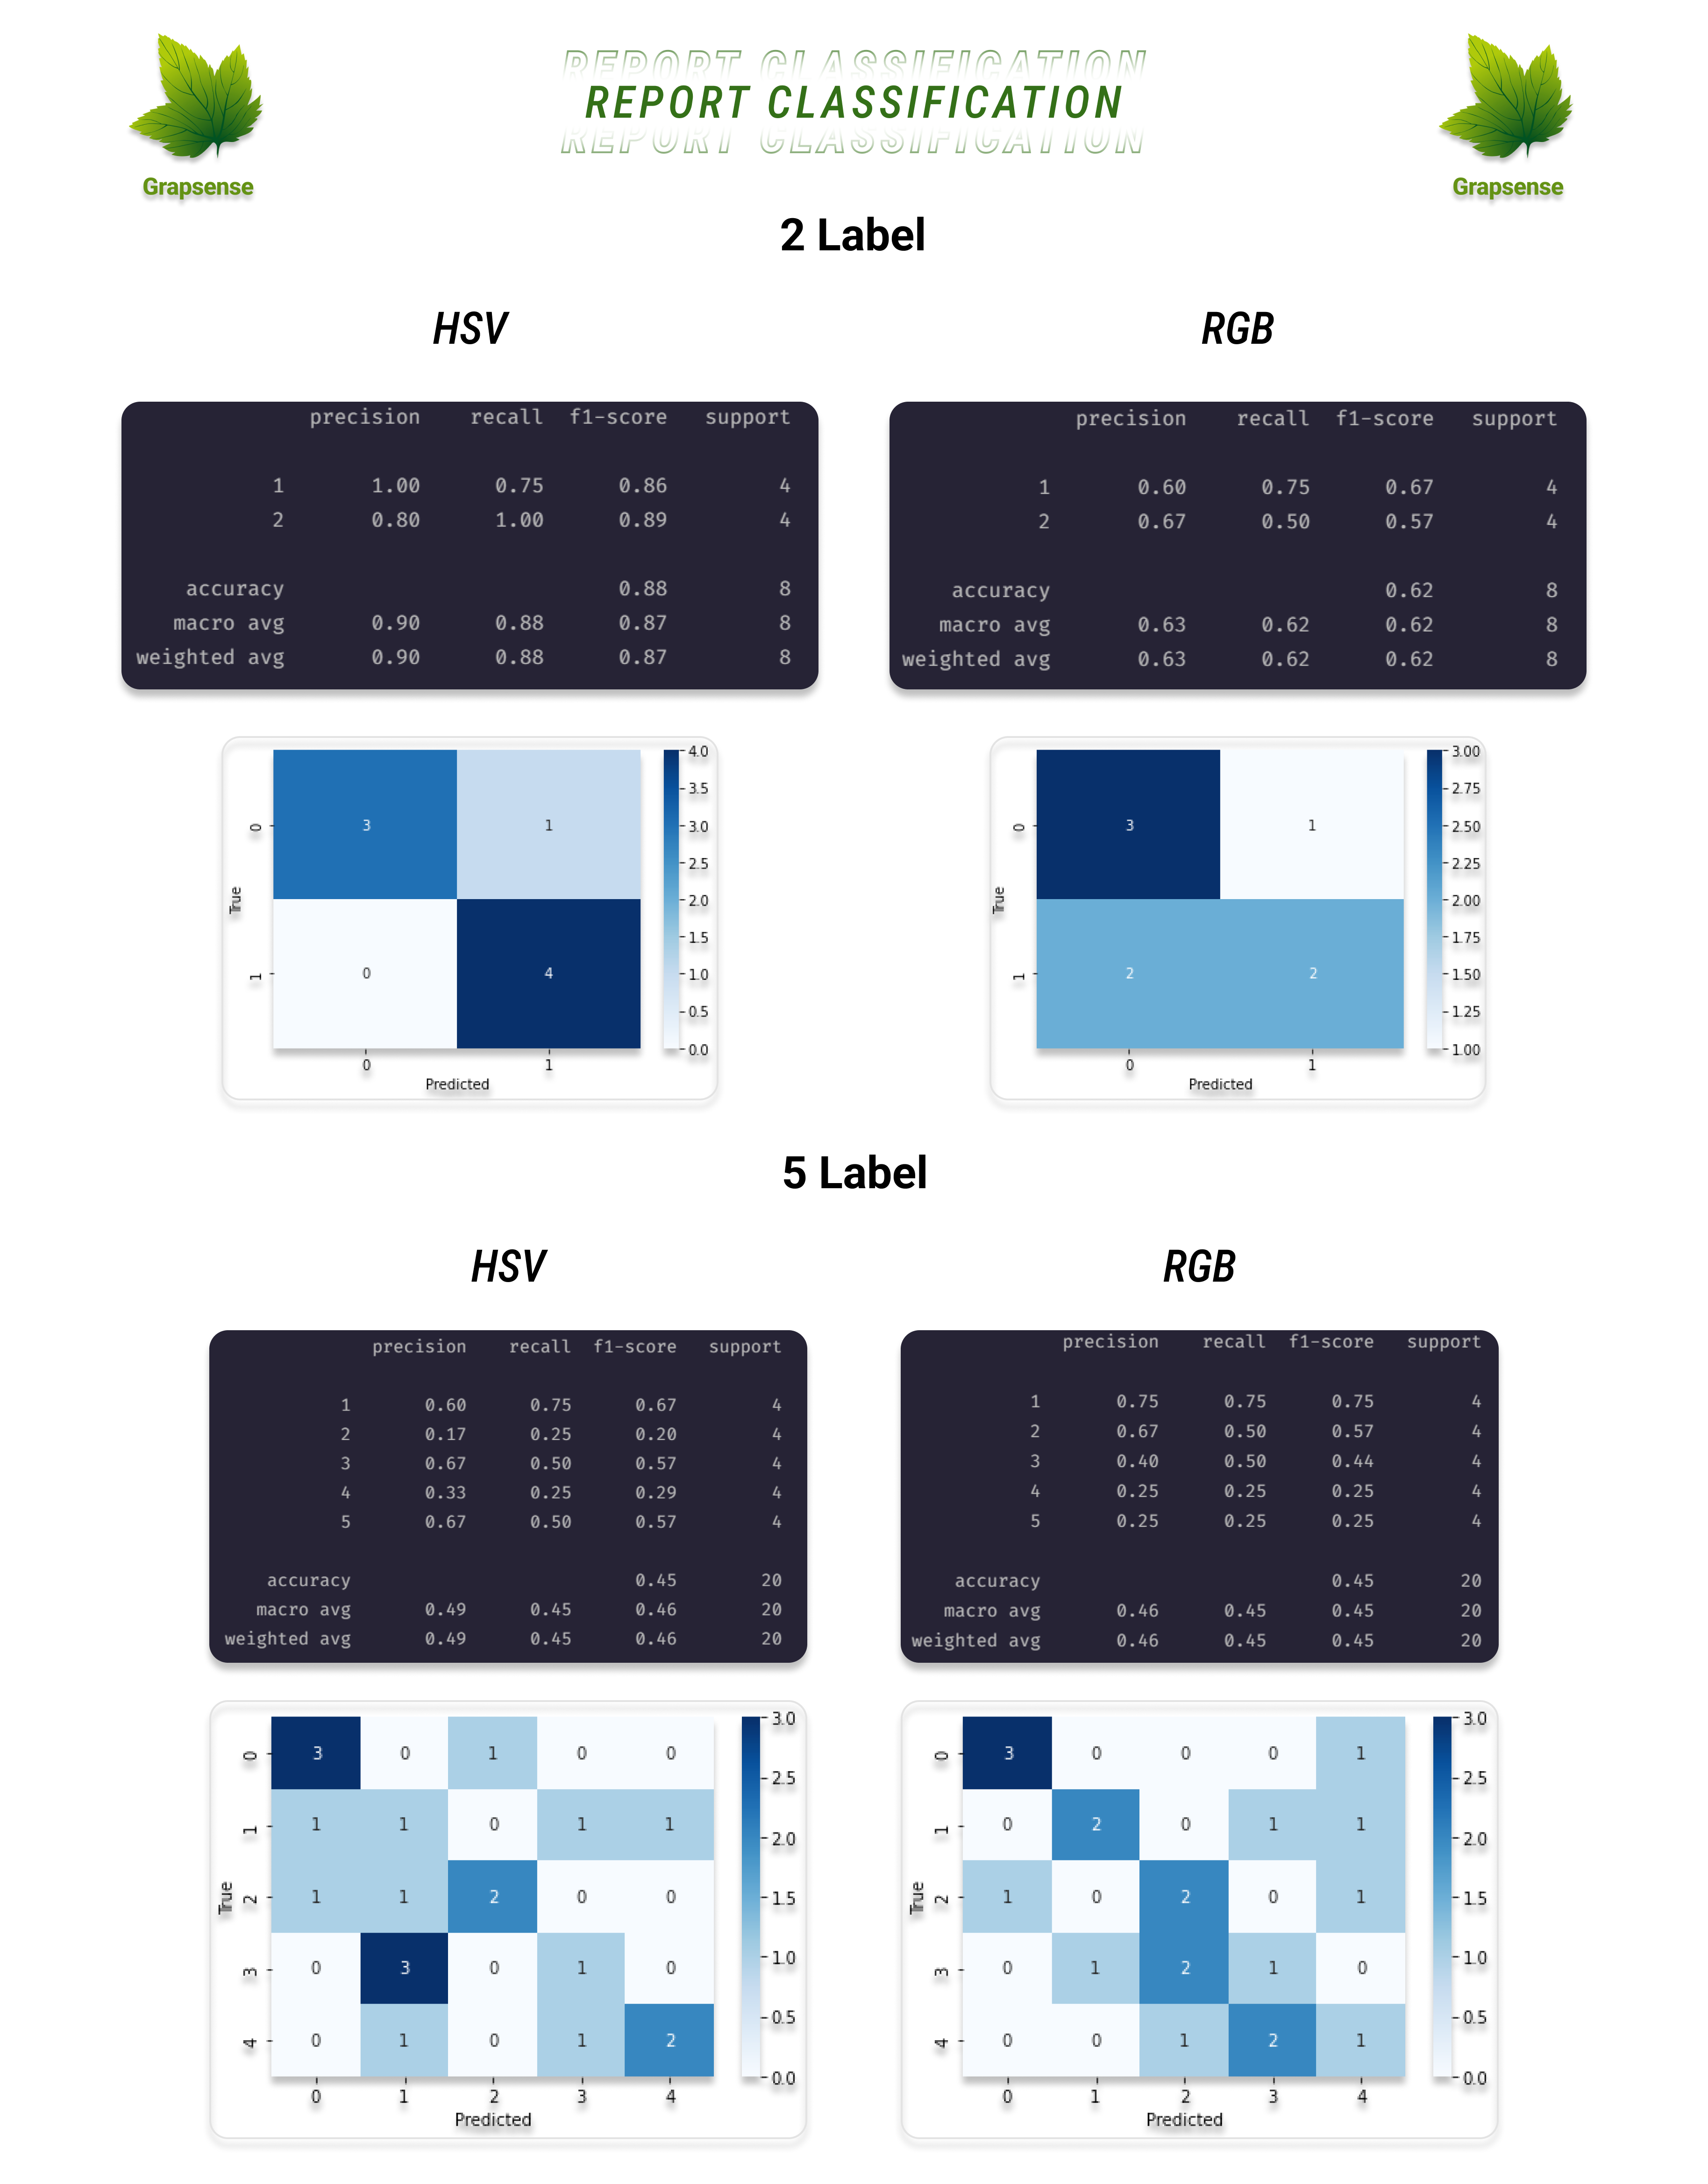 REPORT CLASSIFICATION
REPORT CLASSIFICATION
REPORT CLASSIFICATION
Grapsense
Grapsense
2 Label
HSV
precision recall f1-score support
1 1.00 0.75 0.86 4
2 0.80 1.00 0.89 4
accuracy 0.88 8
macro avg 0.90 0.88 0.87 8
weighted avg 0.90 0.88 0.87 8
4.0
3.5
3.0
2.5
2.0
1.5
1.0
0.5
0.0
True
0
3 1
1
0 4
0 1
Predicted
RGB
precision recall f1-score support
1 0.60 0.75 0.67 4
2 0.67 0.50 0.57 4
accuracy 0.62 8
macro avg 0.63 0.62 0.62 8
weighted avg 0.63 0.62 0.62 8
3.00
2.75
2.50
2.25
2.00
1.75
1.50
1.25
1.00
True
0
3 1
1
2 2
0 1
Predicted
5 Label
HSV
precision recall f1-score support
1 0.60 0.75 0.67 4
2 0.17 0.25 0.20 4
3 0.67 0.50 0.57 4
4 0.33 0.25 0.29 4
5 0.67 0.50 0.57 4
accuracy 0.45 20
macro avg 0.49 0.45 0.46 20
weighted avg 0.49 0.45 0.46 20
3.0
2.5
2.0
1.5
1.0
0.5
0.0
True
0 3 0 1 0 0
1 1 1 0 1 1
2 1 1 2 0 0
3 0 3 0 1 0
4 0 1 0 1 2
0 1 2 3 4
Predicted
RGB
precision recall f1-score support
1 0.75 0.75 0.75 4
2 0.67 0.50 0.57 4
3 0.40 0.50 0.44 4
4 0.25 0.25 0.25 4
5 0.25 0.25 0.25 4
accuracy 0.45 20
macro avg 0.46 0.45 0.45 20
weighted avg 0.46 0.45 0.45 20
3.0
2.5
2.0
1.5
1.0
0.5
0.0
True
0 3 0 0 0 1
1 0 2 0 1 1
2 1 0 2 0 1
3 0 1 2 1 0
4 0 0 1 2 1
0 1 2 3 4
Predicted